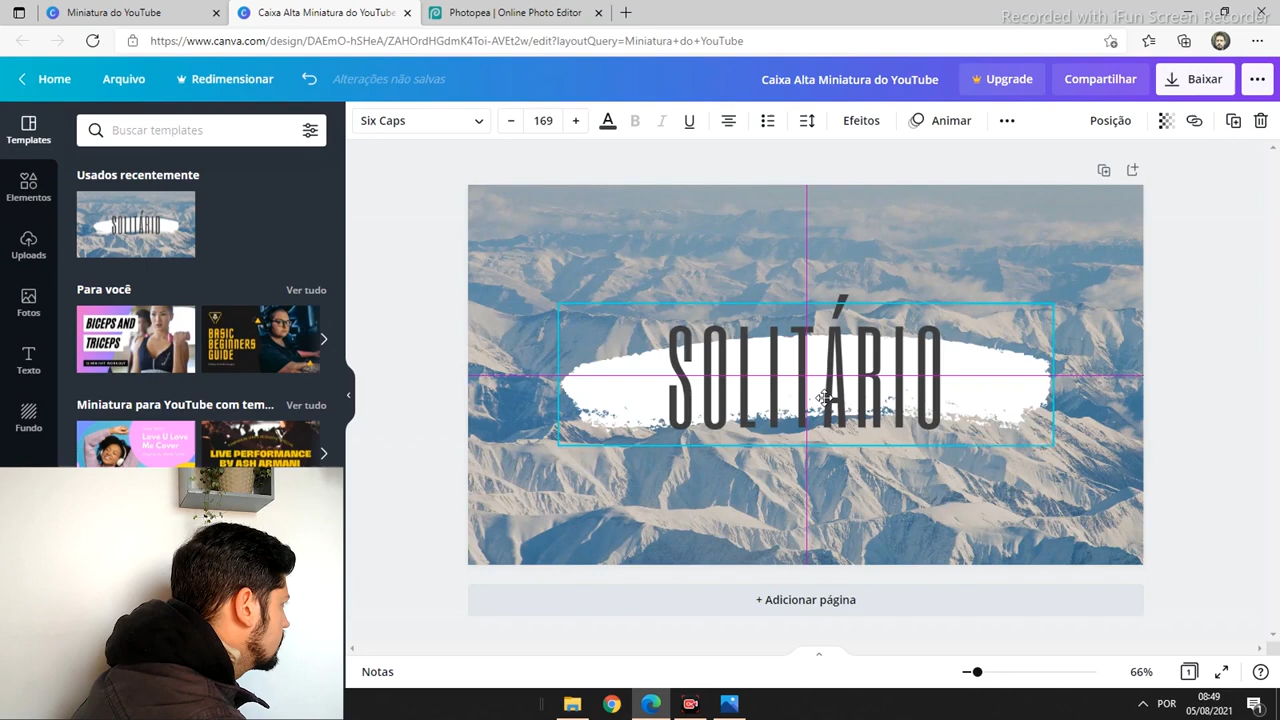 Recorded with iFun Screen Recorder
Miniatura do YouTube
Caixa Alta Miniatura do YouTube
Photopea | Online Photo Editor
https://www.canva.com/design/DAEmO-hSHeA/ZAHOrdHGdmK4Toi-AVEt2w/edit?layoutQuery=Miniatura+do+YouTube
Home
Arquivo
Redimensionar
Alterações não salvas
Caixa Alta Miniatura do YouTube
Upgrade
Compartilhar
Baixar
Six Caps
169
A
B
I
U
Efeitos
Animar
Posição
Templates
Elementos
Uploads
Fotos
Texto
Fundo
Buscar templates
Usados recentemente
SOLITÁRIO
Para você
Ver tudo
BICEPS AND
TRICEPS
BASIC
BEGINNERS
GUIDE
Miniatura para YouTube com tem...
Ver tudo
Love U Love
Me Cover
LIVE PERFORMANCE
BY ASH ARMANI
SOLITÁRIO
+ Adicionar página
Notas
66%
1
POR
08:49
05/08/2021
1